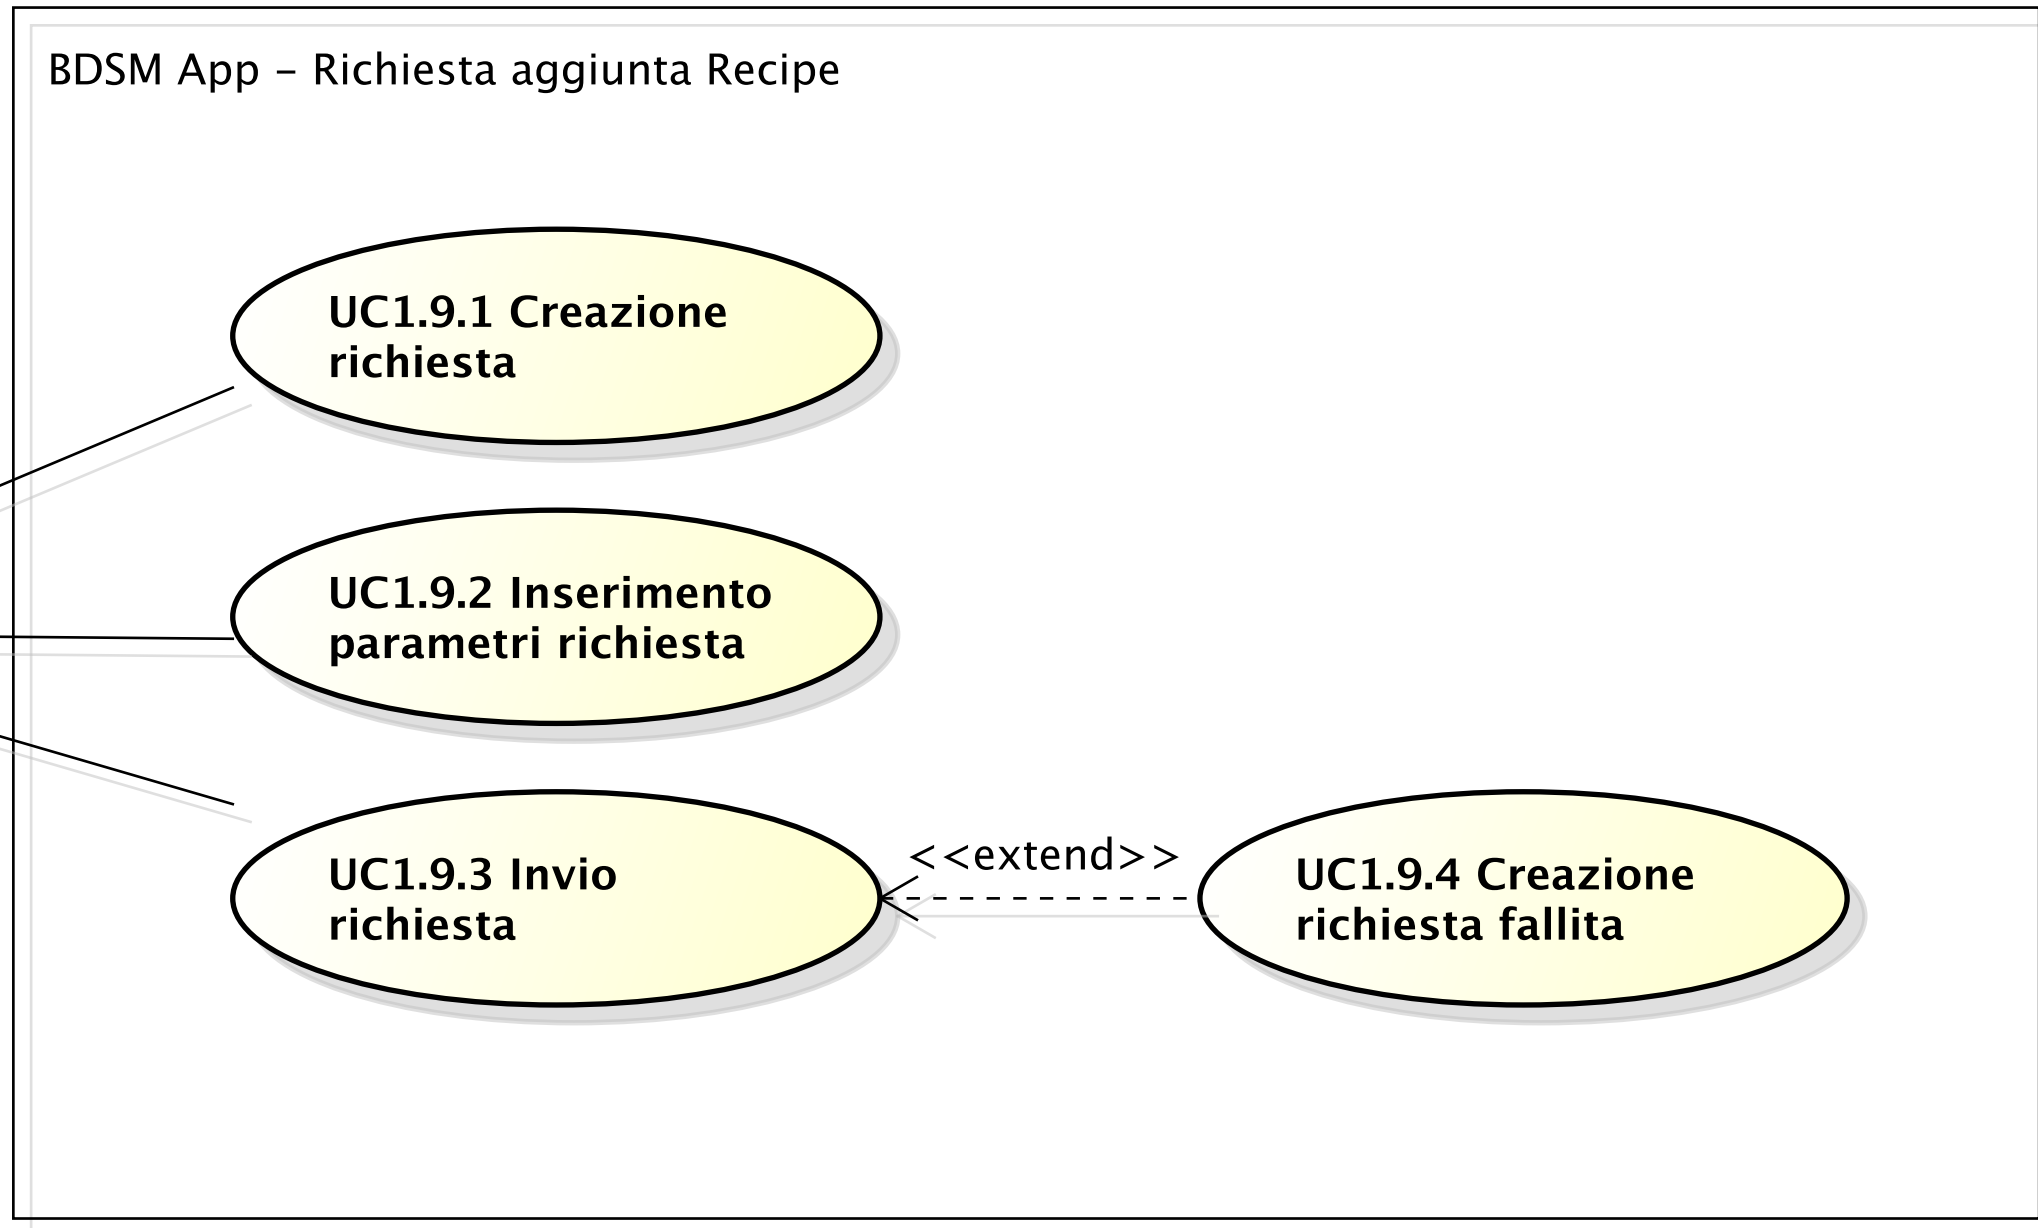 BDSM App – Richiesta aggiunta Recipe
UC1.9.1 Creazione
richiesta
UC1.9.2 Inserimento
parametri richiesta
UC1.9.3 Invio
richiesta
<<extend>>
UC1.9.4 Creazione
richiesta fallita